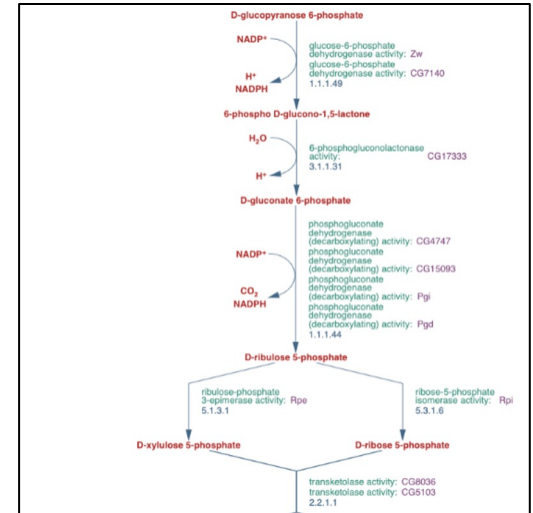 D-glucopyranose 6-phosphate
NADP⁺
glucose-6-phosphate
dehydrogenase activity: Zw
glucose-6-phosphate
dehydrogenase activity: CG7140
1.1.1.49
H⁺
NADPH
6-phospho D-glucono-1,5-lactone
H₂O
6-phosphogluconolactonase
activity: CG17333
3.1.1.31
H⁺
D-gluconate 6-phosphate
phosphogluconate
dehydrogenase
(decarboxylating) activity: CG4747
phosphogluconate
dehydrogenase
(decarboxylating) activity: CG15093
phosphogluconate
dehydrogenase
(decarboxylating) activity: Pgi
phosphogluconate
dehydrogenase
(decarboxylating) activity: Pgd
1.1.1.44
NADP⁺
CO₂
NADPH
D-ribulose 5-phosphate
ribulose-phosphate
3-epimerase activity: Rpe
5.1.3.1
ribose-5-phosphate
isomerase activity: Rpi
5.3.1.6
D-xylulose 5-phosphate
D-ribose 5-phosphate
transketolase activity: CG8036
transketolase activity: CG5103
2.2.1.1